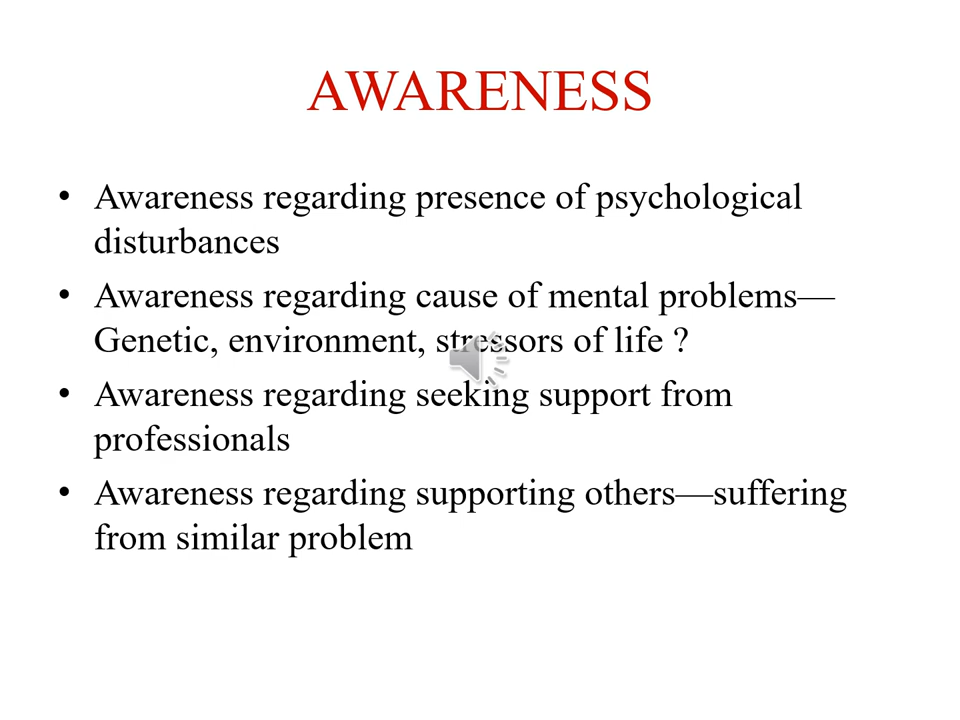 AWARENESS
• Awareness regarding presence of psychological
disturbances
• Awareness regarding cause of mental problems—
Genetic, environment, stressors of life ?
• Awareness regarding seeking support from
professionals
• Awareness regarding supporting others—suffering
from similar problem